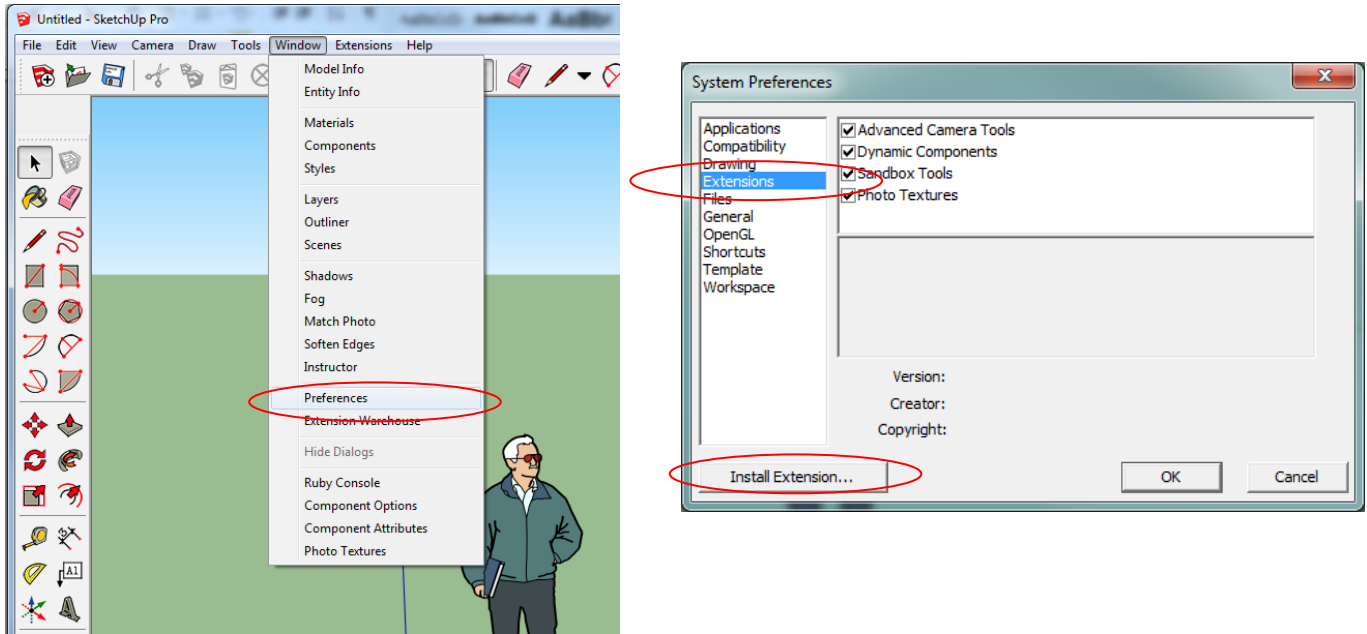 Untitled - SketchUp Pro
File Edit View Camera Draw Tools Window Extensions Help
Model Info
Entity Info
Materials
Components
Styles
Layers
Outliner
Scenes
Shadows
Fog
Match Photo
Soften Edges
Instructor
Preferences
Extension Warehouse
Hide Dialogs
Ruby Console
Component Options
Component Attributes
Photo Textures
A1
System Preferences
Applications
Compatibility
Drawing
Extensions
Files
General
OpenGL
Shortcuts
Template
Workspace
Advanced Camera Tools
Dynamic Components
Sandbox Tools
Photo Textures
Version:
Creator:
Copyright:
Install Extension...
OK
Cancel